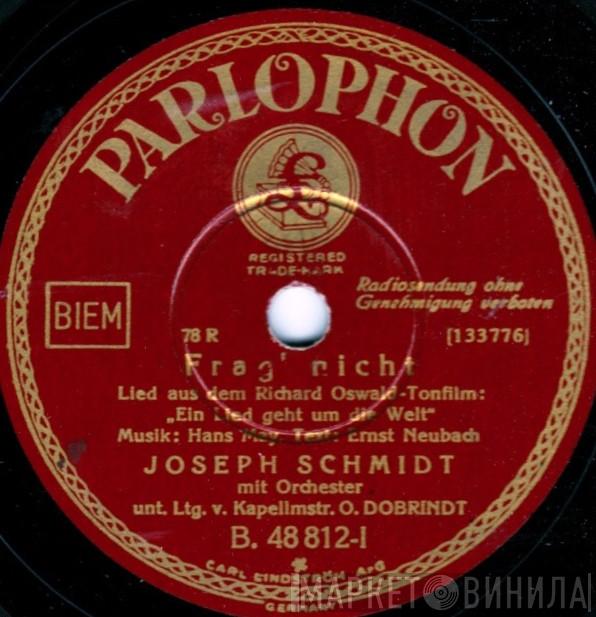 PARLOPHON
£
REGISTERED
TRADE-MARK
BIEM
Radiosendung ohne
Genehmigung verboten
78 R
[133776]
Frag' nicht
Lied aus dem Richard Oswald-Tonfilm:
„Ein Lied geht um die Welt"
Musik: Hans May Text: Ernst Neubach
JOSEPH SCHMIDT
mit Orchester
unt. Ltg. v. Kapellmstr. O. DOBRINDT
B. 48812-I
CARL LINDSTRÖM A.G
GERMANY
МАРКЕТ ВИНИЛА